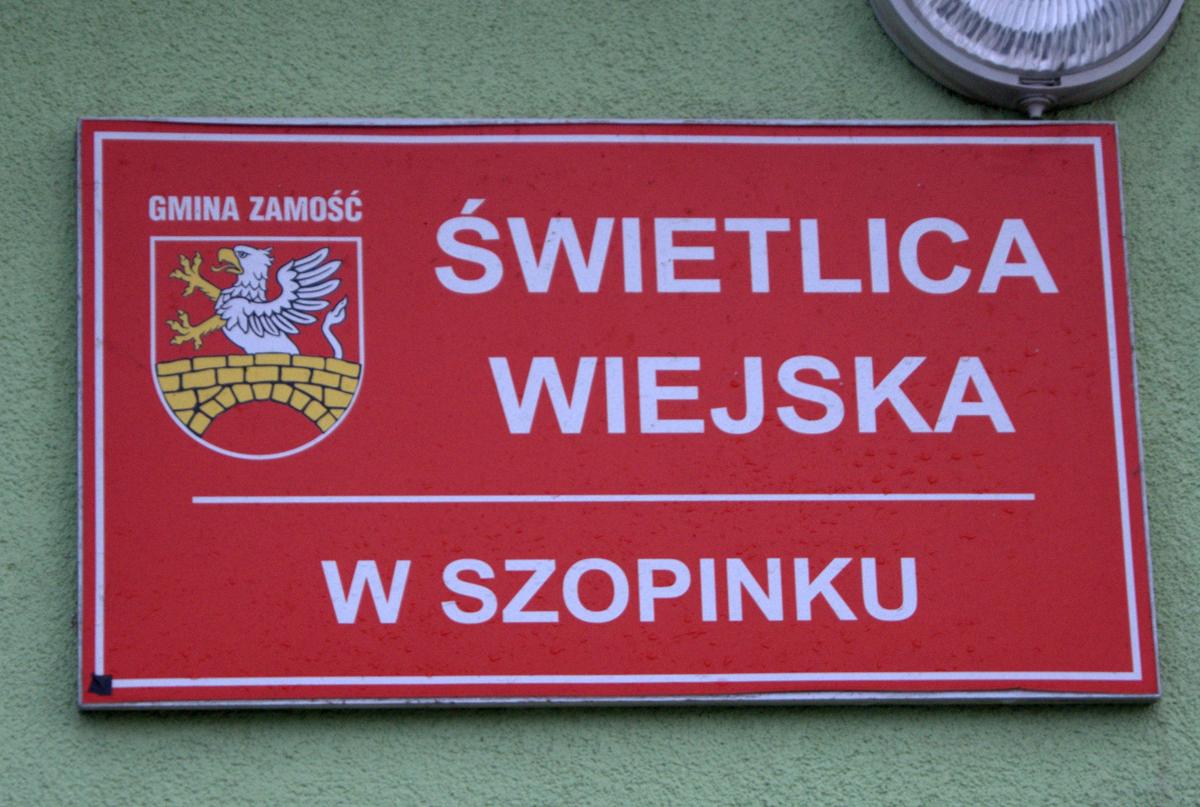 GMINA ZAMOŚĆ
ŚWIETLICA
WIEJSKA
W SZOPINKU